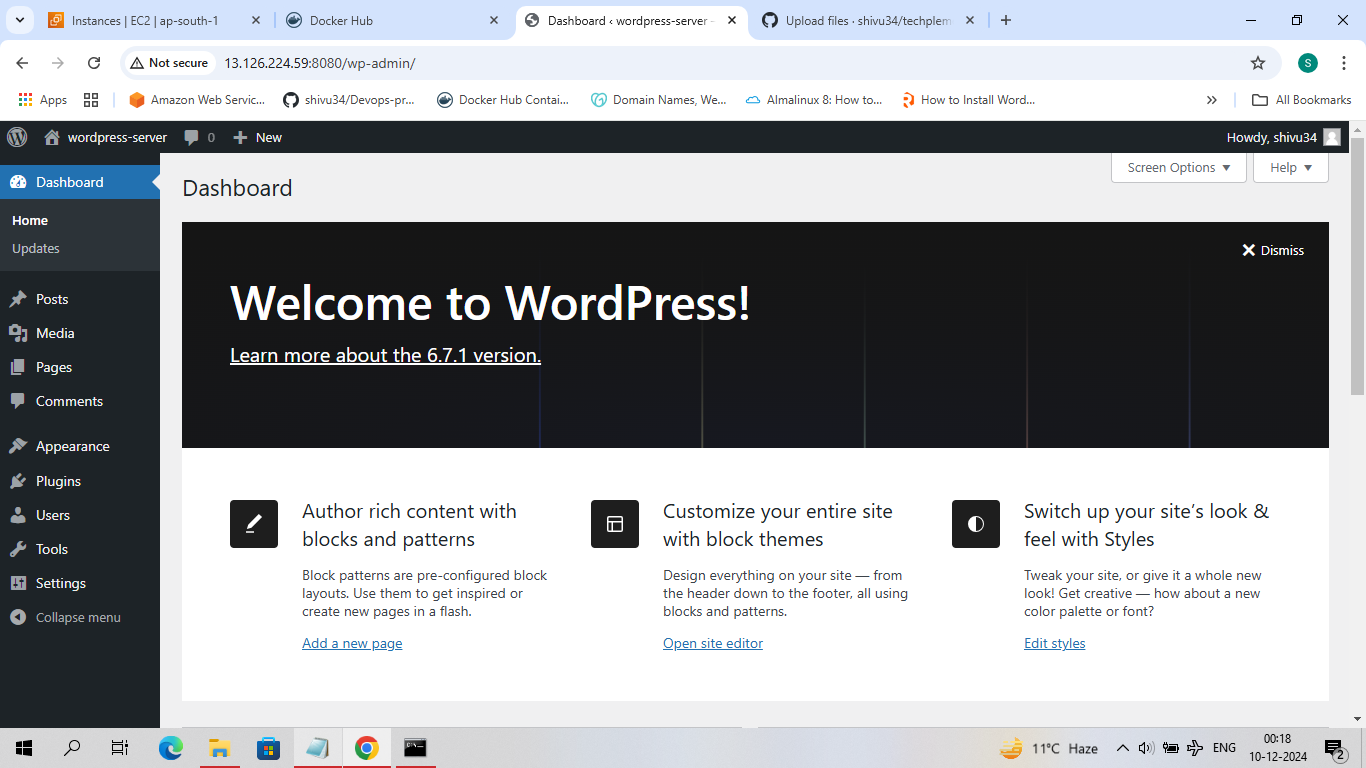 Instances | EC2 | ap-south-1
Docker Hub
Dashboard ‹ wordpress-server –
Upload files · shivu34/techplem
Not secure
13.126.224.59:8080/wp-admin/
S
Apps
Amazon Web Servic...
shivu34/Devops-pr...
Docker Hub Contai...
Domain Names, We...
Almalinux 8: How to...
How to Install Word...
All Bookmarks
wordpress-server
0
New
Howdy, shivu34
Dashboard
Home
Updates
Posts
Media
Pages
Comments
Appearance
Plugins
Users
Tools
Settings
Collapse menu
Dashboard
Screen Options
Help
Dismiss
Welcome to WordPress!
Learn more about the 6.7.1 version.
Author rich content with
blocks and patterns
Block patterns are pre-configured block
layouts. Use them to get inspired or
create new pages in a flash.
Add a new page
Customize your entire site
with block themes
Design everything on your site — from
the header down to the footer, all using
blocks and patterns.
Open site editor
Switch up your site’s look &
feel with Styles
Tweak your site, or give it a whole new
look! Get creative — how about a new
color palette or font?
Edit styles
11°C Haze
ENG
00:18
10-12-2024
2